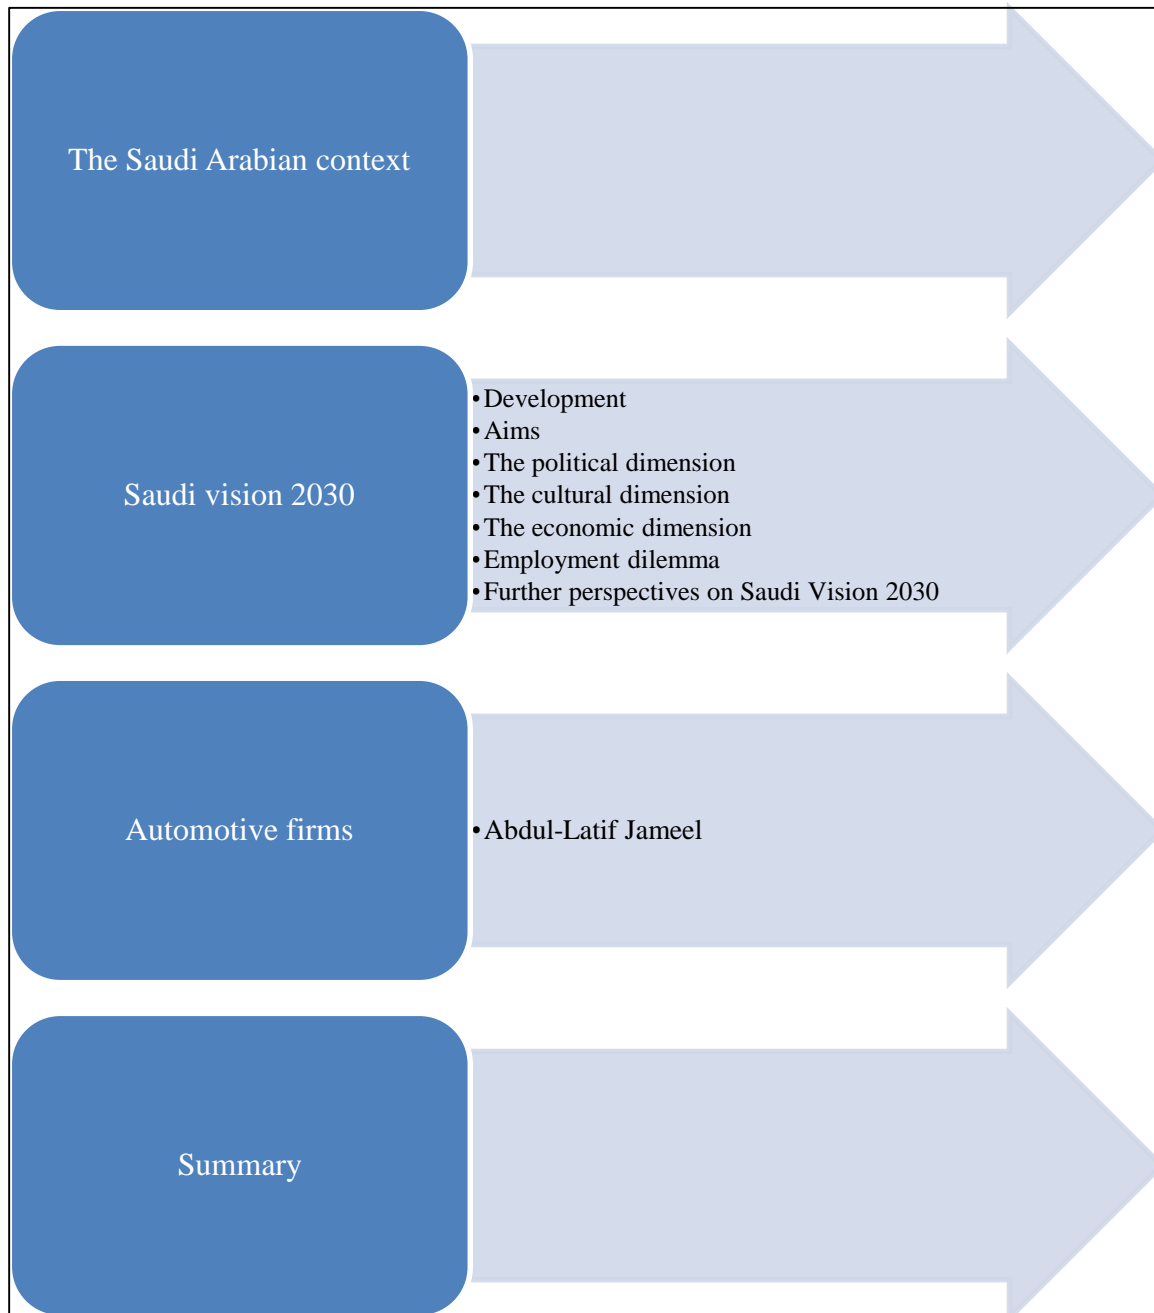 The Saudi Arabian context
Saudi vision 2030
•Development
•Aims
•The political dimension
•The cultural dimension
•The economic dimension
•Employment dilemma
•Further perspectives on Saudi Vision 2030
Automotive firms
•Abdul-Latif Jameel
Summary